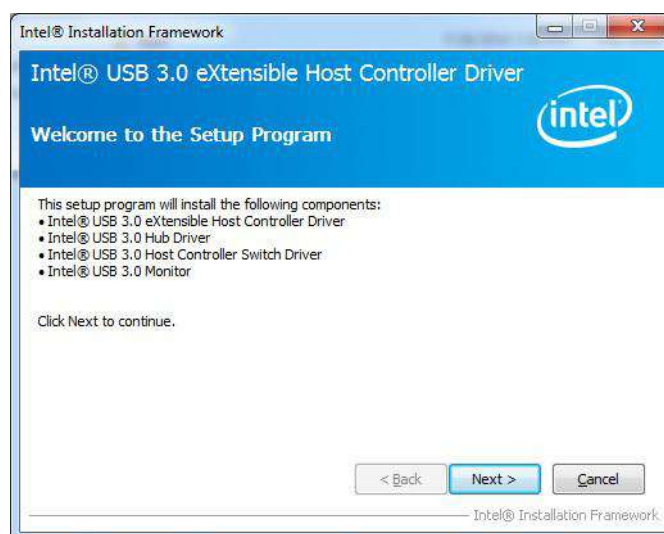 Intel® Installation Framework
Intel® USB 3.0 eXtensible Host Controller Driver
intel
Welcome to the Setup Program
This setup program will install the following components:
• Intel® USB 3.0 eXtensible Host Controller Driver
• Intel® USB 3.0 Hub Driver
• Intel® USB 3.0 Host Controller Switch Driver
• Intel® USB 3.0 Monitor
Click Next to continue.
< Back Next > Cancel
Intel® Installation Framework